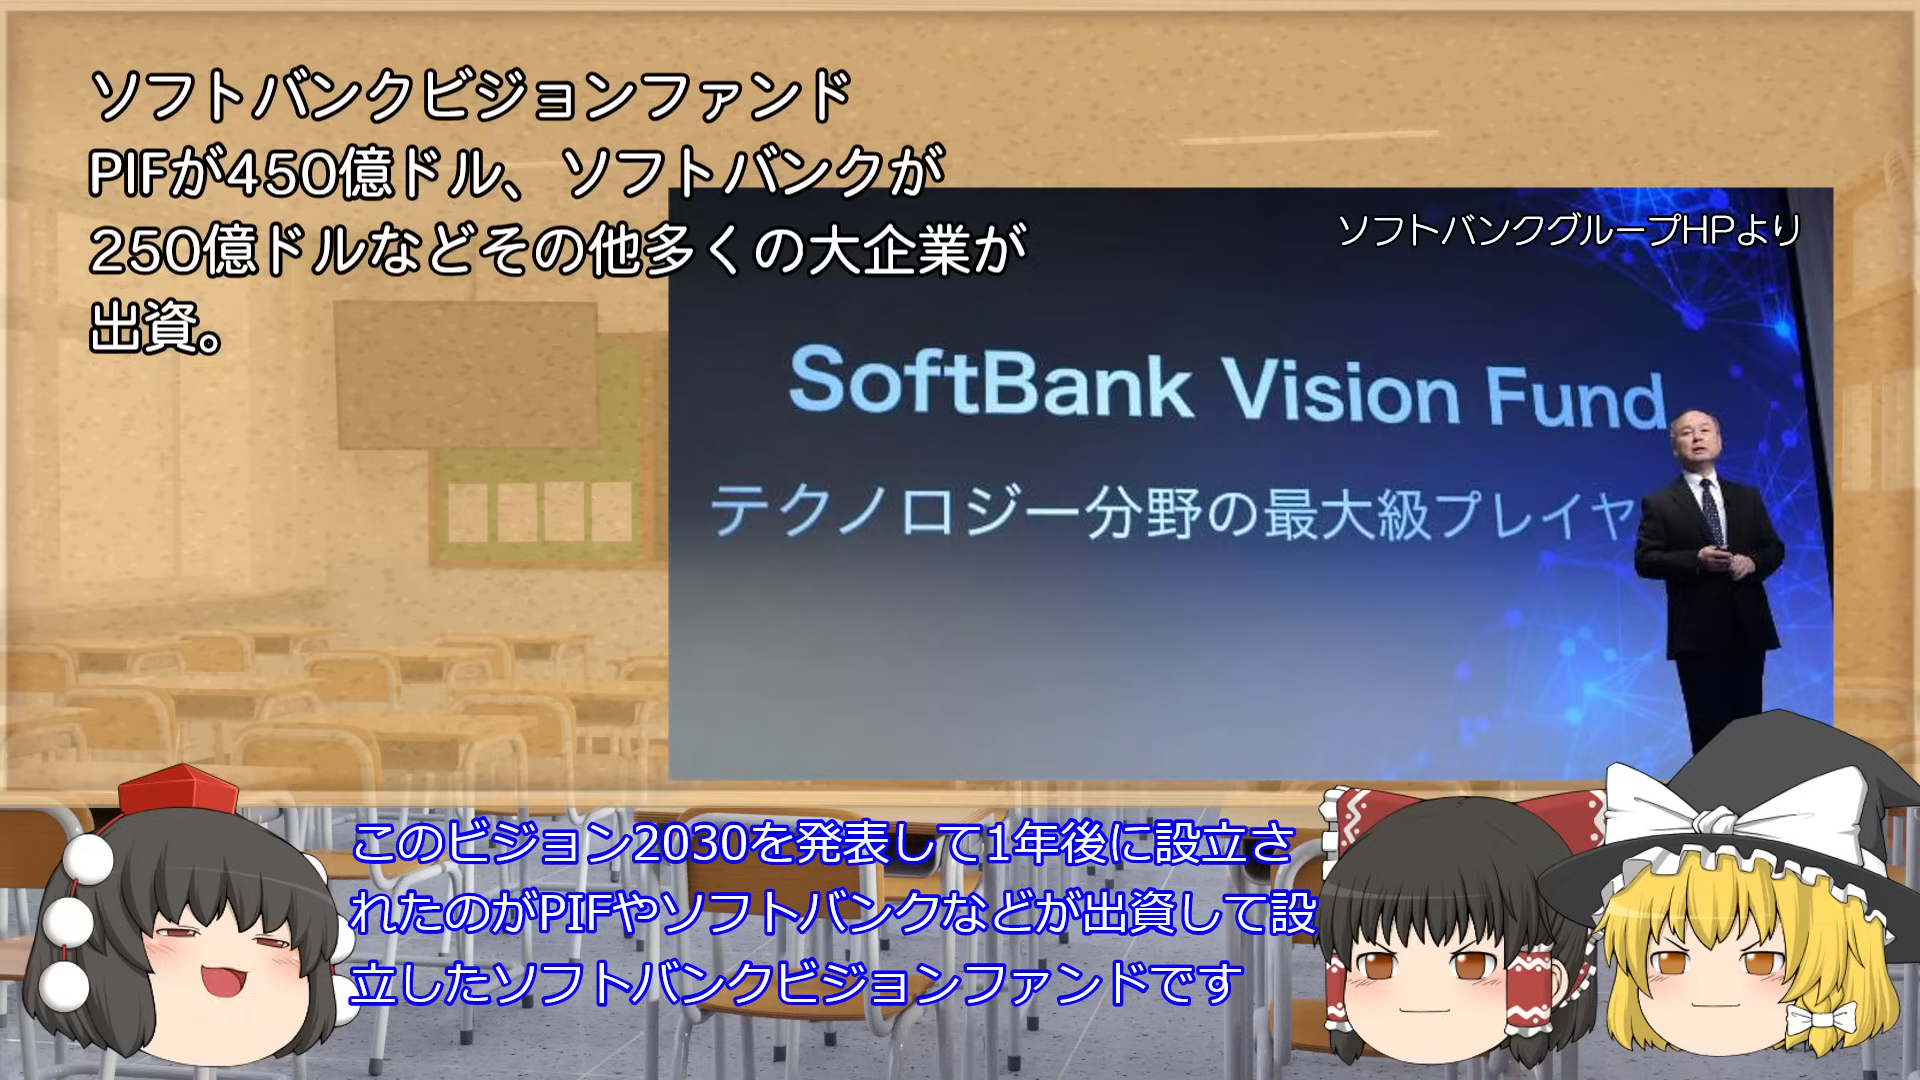 ソフトバンクビジョンファンド
PIFが450億ドル、ソフトバンクが
250億ドルなどその他多くの大企業が
出資。
ソフトバンクグループHPより
SoftBank Vision Fund
テクノロジー分野の最大級プレイヤ
このビジョン2030を発表して1年後に設立さ
れたのがPIFやソフトバンクなどが出資して設
立したソフトバンクビジョンファンドです